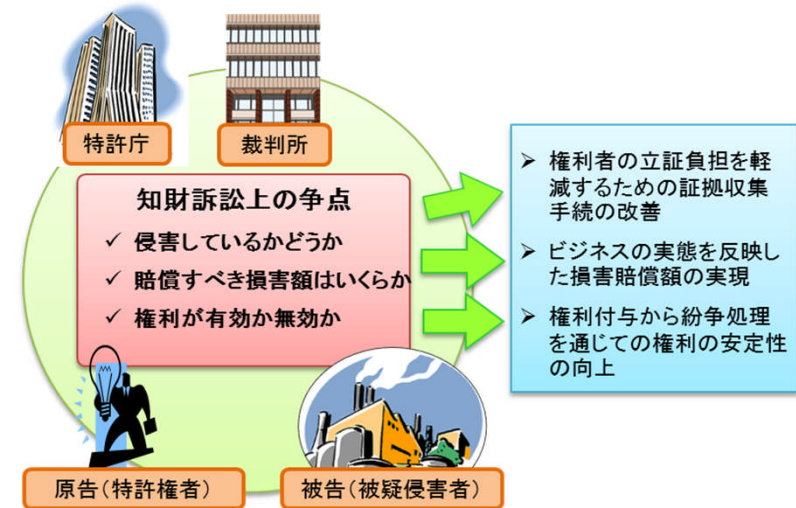 特許庁
裁判所
知財訴訟上の争点
✓ 侵害しているかどうか
✓ 賠償すべき損害額はいくらか
✓ 権利が有効か無効か
➢ 権利者の立証負担を軽
減するための証拠収集
手続の改善
➢ ビジネスの実態を反映し
た損害賠償額の実現
➢ 権利付与から紛争処理
を通じての権利の安定性
の向上
原告(特許権者)
被告(被疑侵害者)